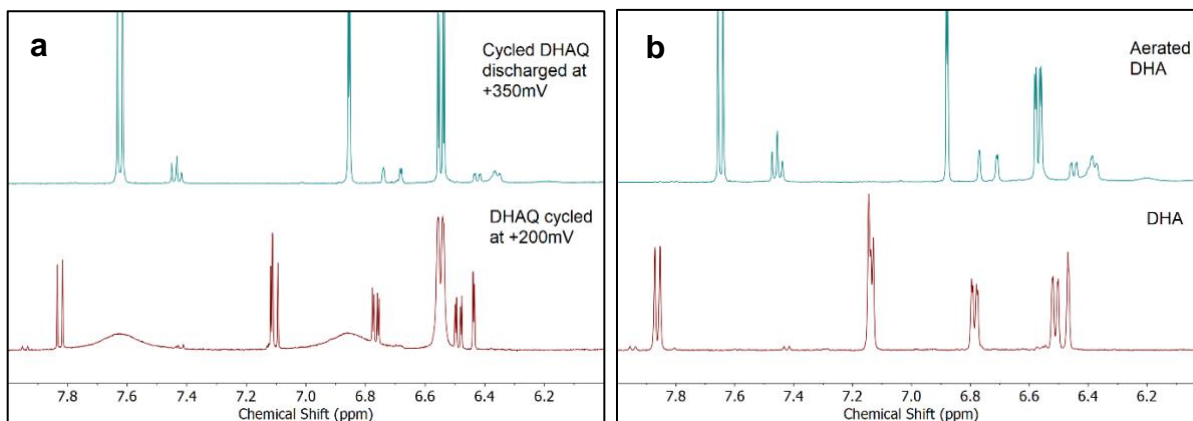 a
Cycled DHAQ
discharged at
+350mV
DHAQ cycled
at +200mV
7.8 7.6 7.4 7.2 7.0 6.8 6.6 6.4 6.2
Chemical Shift (ppm)
b
Aerated
DHA
DHA
7.8 7.6 7.4 7.2 7.0 6.8 6.6 6.4 6.2
Chemical Shift (ppm)